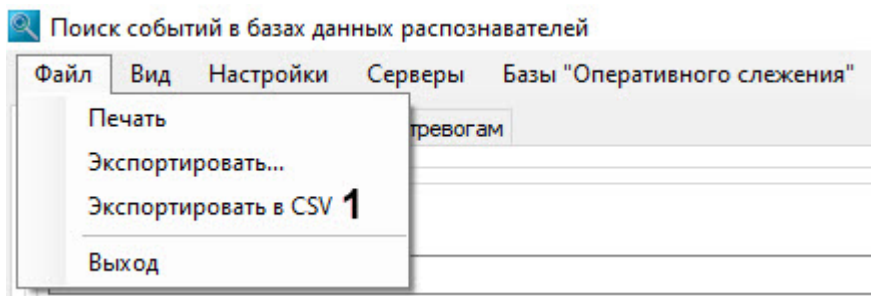 Поиск событий в базах данных распознавателей
Файл Вид Настройки Серверы Базы "Оперативного слежения"
Печать
тревогам
Экспортировать...
Экспортировать в CSV 1
Выход